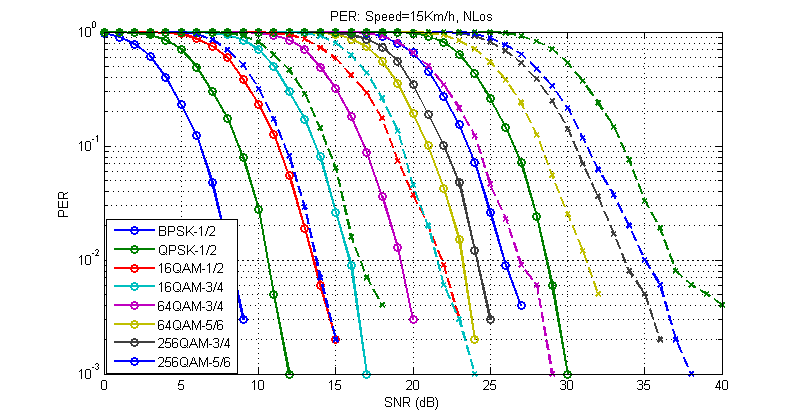 PER: Speed=15Km/h, NLos
10^0
10^-1
10^-2
10^-3
PER
BPSK-1/2
QPSK-1/2
16QAM-1/2
16QAM-3/4
64QAM-3/4
64QAM-5/6
256QAM-3/4
256QAM-5/6
0 5 10 15 20 25 30 35 40
SNR (dB)